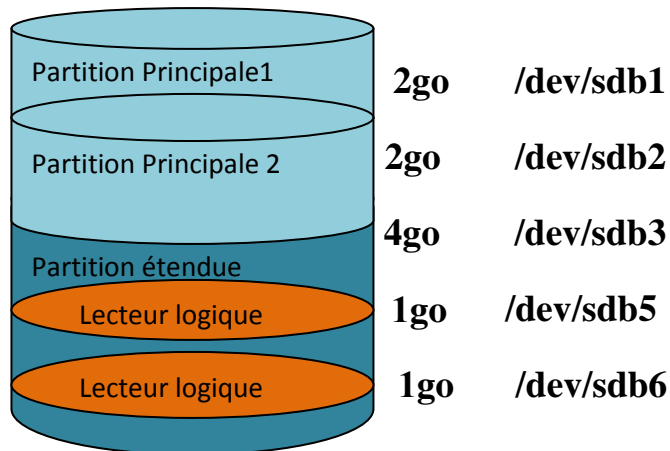 Partition Principale1 2go /dev/sdb1
Partition Principale 2 2go /dev/sdb2
4go /dev/sdb3
Partition étendue
Lecteur logique 1go /dev/sdb5
Lecteur logique 1go /dev/sdb6